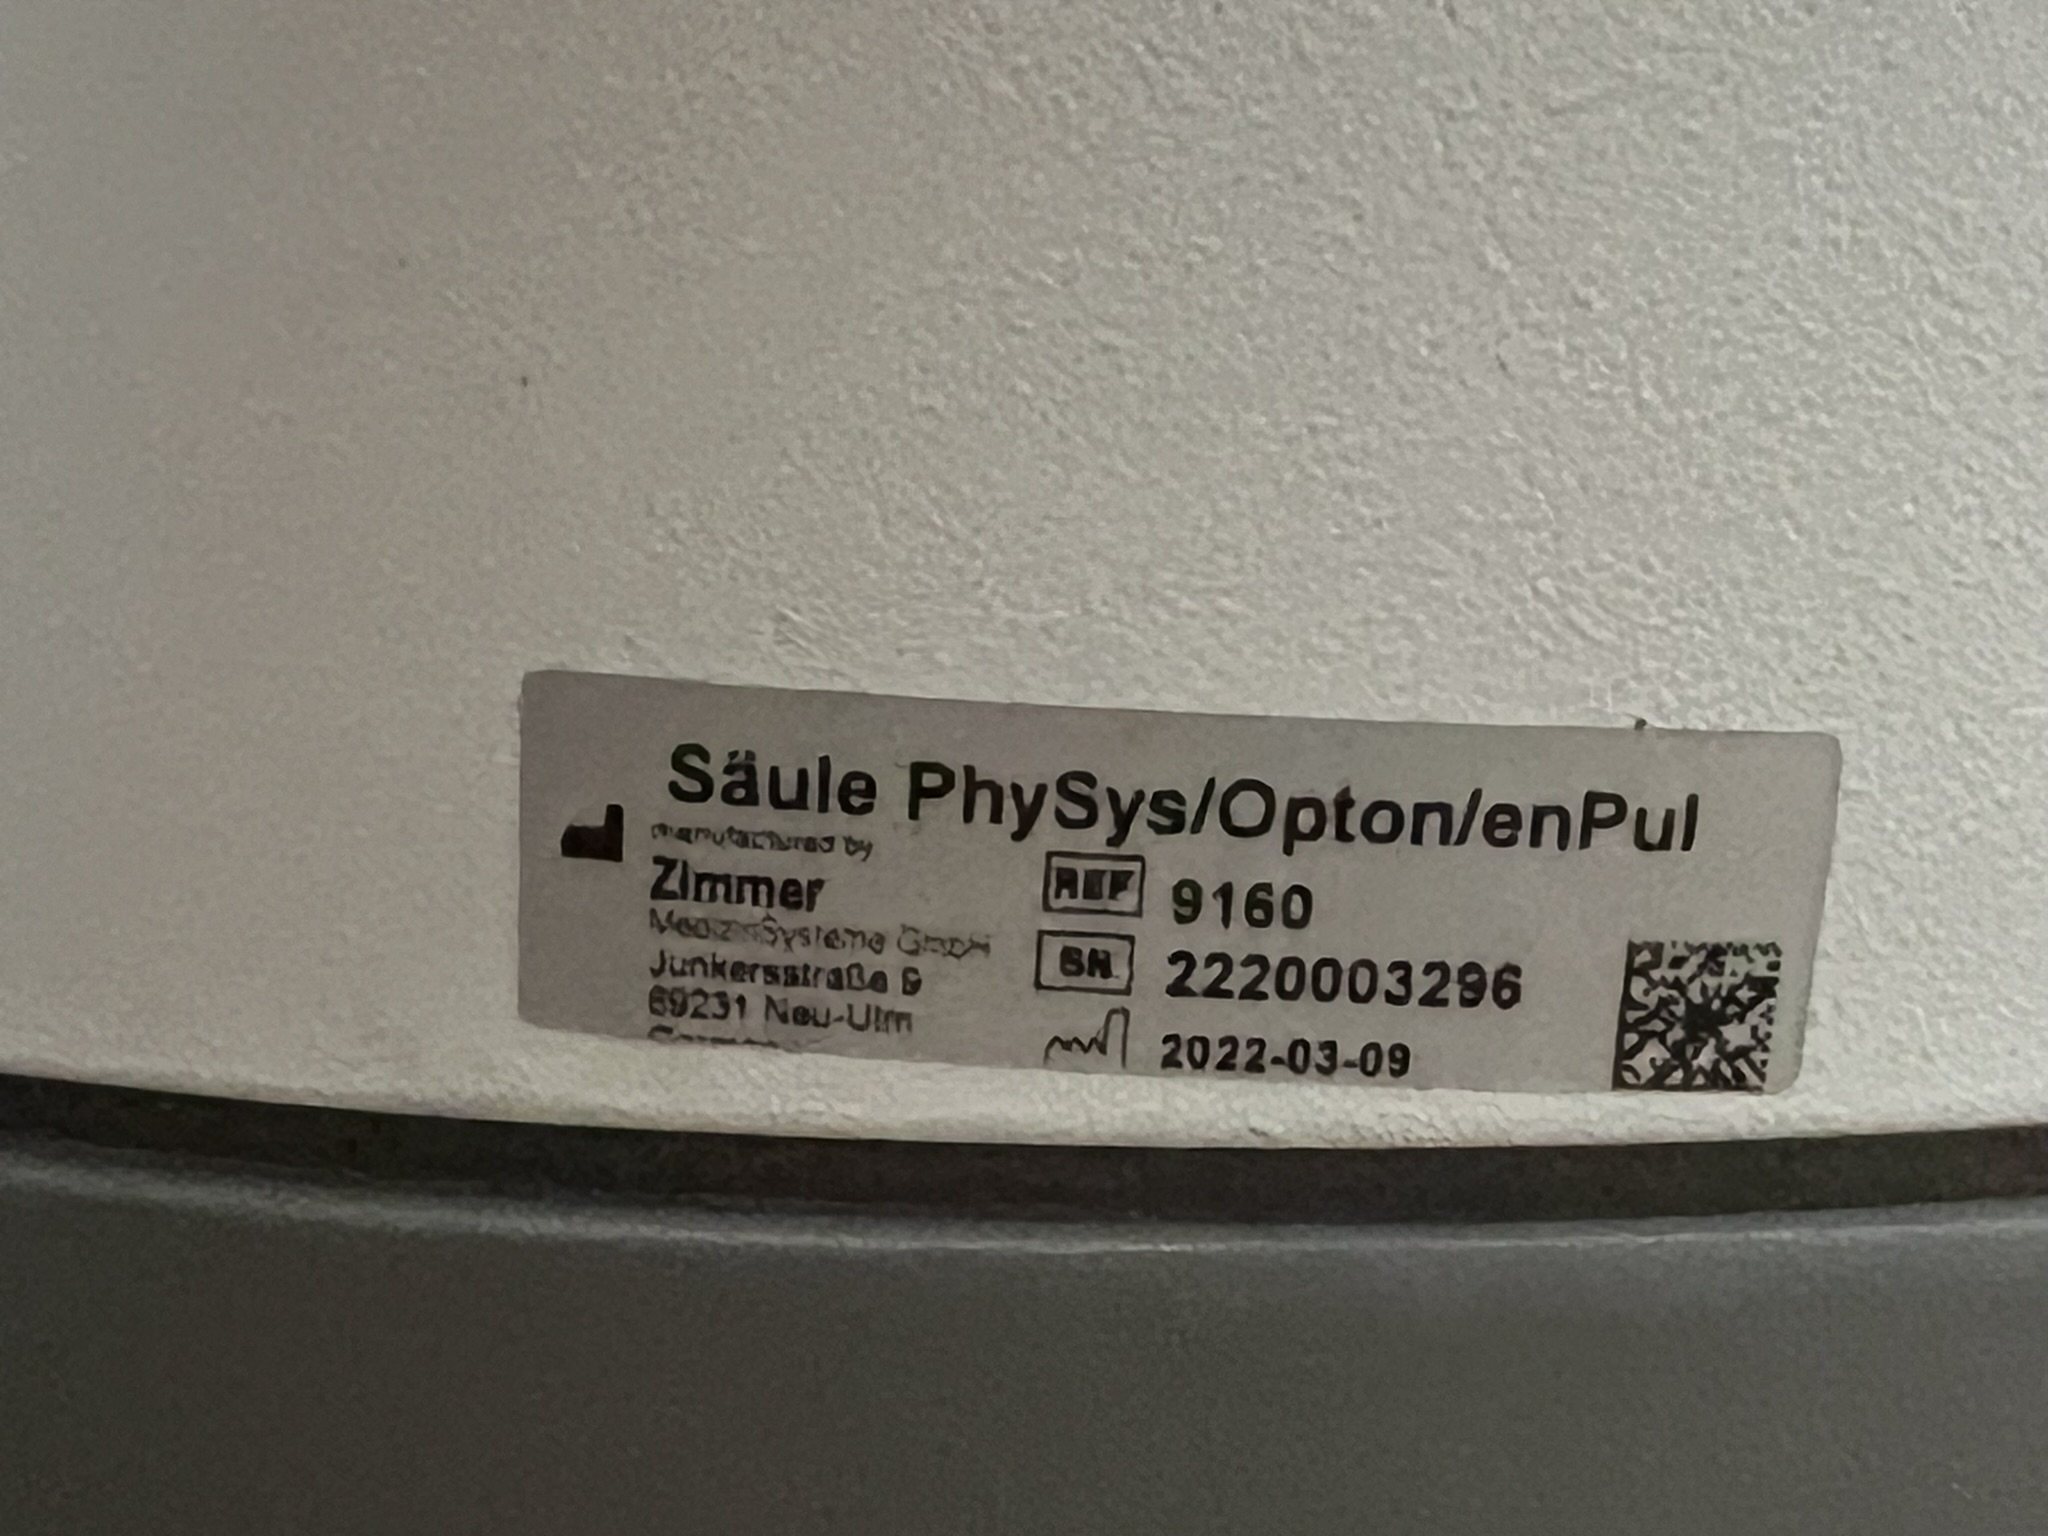 Säule PhySys/Opton/enPul
manufactured by
Zimmer
MedizinSysteme GmbH
Junkersstraße 9
89231 Neu-Ulm
REF 9160
SN 2220003296
2022-03-09